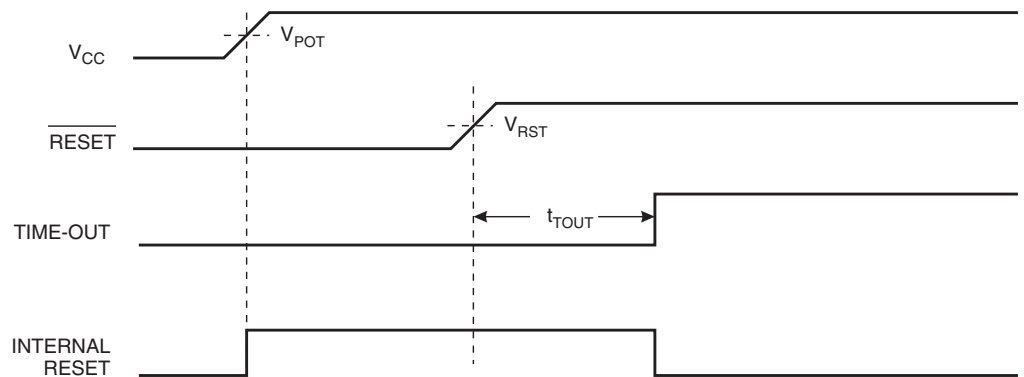 VCC
VPOT
RESET
VRST
TIME-OUT
tTOUT
INTERNAL
RESET